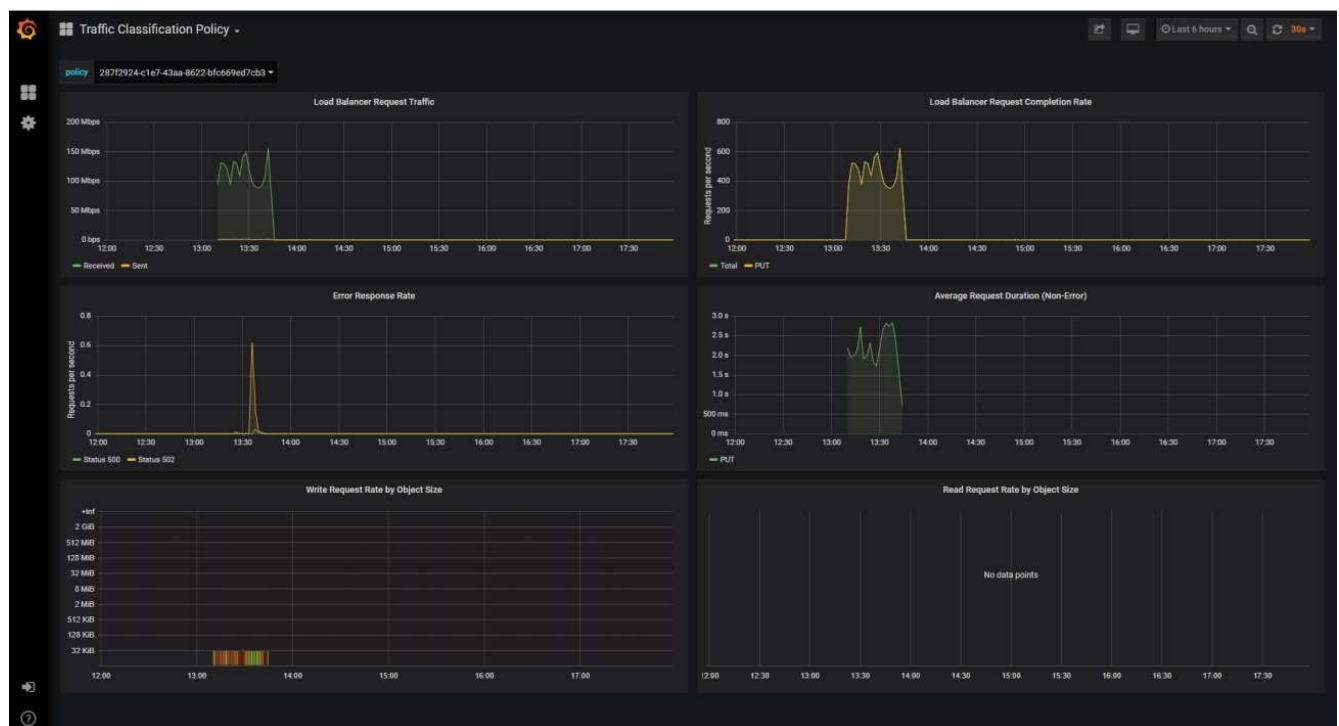 Traffic Classification Policy
Last 6 hours
30s
policy 287f2924-c1e7-43aa-8622-bfc669ed7cb3
Load Balancer Request Traffic
200 Mbps
150 Mbps
100 Mbps
50 Mbps
0 bps
12:00 12:30 13:00 13:30 14:00 14:30 15:00 15:30 16:00 16:30 17:00 17:30
Received Sent
Load Balancer Request Completion Rate
Requests per second
800
600
400
200
0
12:00 12:30 13:00 13:30 14:00 14:30 15:00 15:30 16:00 16:30 17:00 17:30
Total PUT
Error Response Rate
Requests per second
0.8
0.6
0.4
0.2
0
12:00 12:30 13:00 13:30 14:00 14:30 15:00 15:30 16:00 16:30 17:00 17:30
Status 500 Status 502
Average Request Duration (Non-Error)
3.0 s
2.5 s
2.0 s
1.5 s
1.0 s
500 ms
0 ms
12:00 12:30 13:00 13:30 14:00 14:30 15:00 15:30 16:00 16:30 17:00 17:30
PUT
Write Request Rate by Object Size
+Inf
2 GiB
512 MiB
128 MiB
32 MiB
8 MiB
2 MiB
512 KiB
128 KiB
32 KiB
12:00 13:00 14:00 15:00 16:00 17:00
Read Request Rate by Object Size
No data points
12:00 12:30 13:00 13:30 14:00 14:30 15:00 15:30 16:00 16:30 17:00 17:30